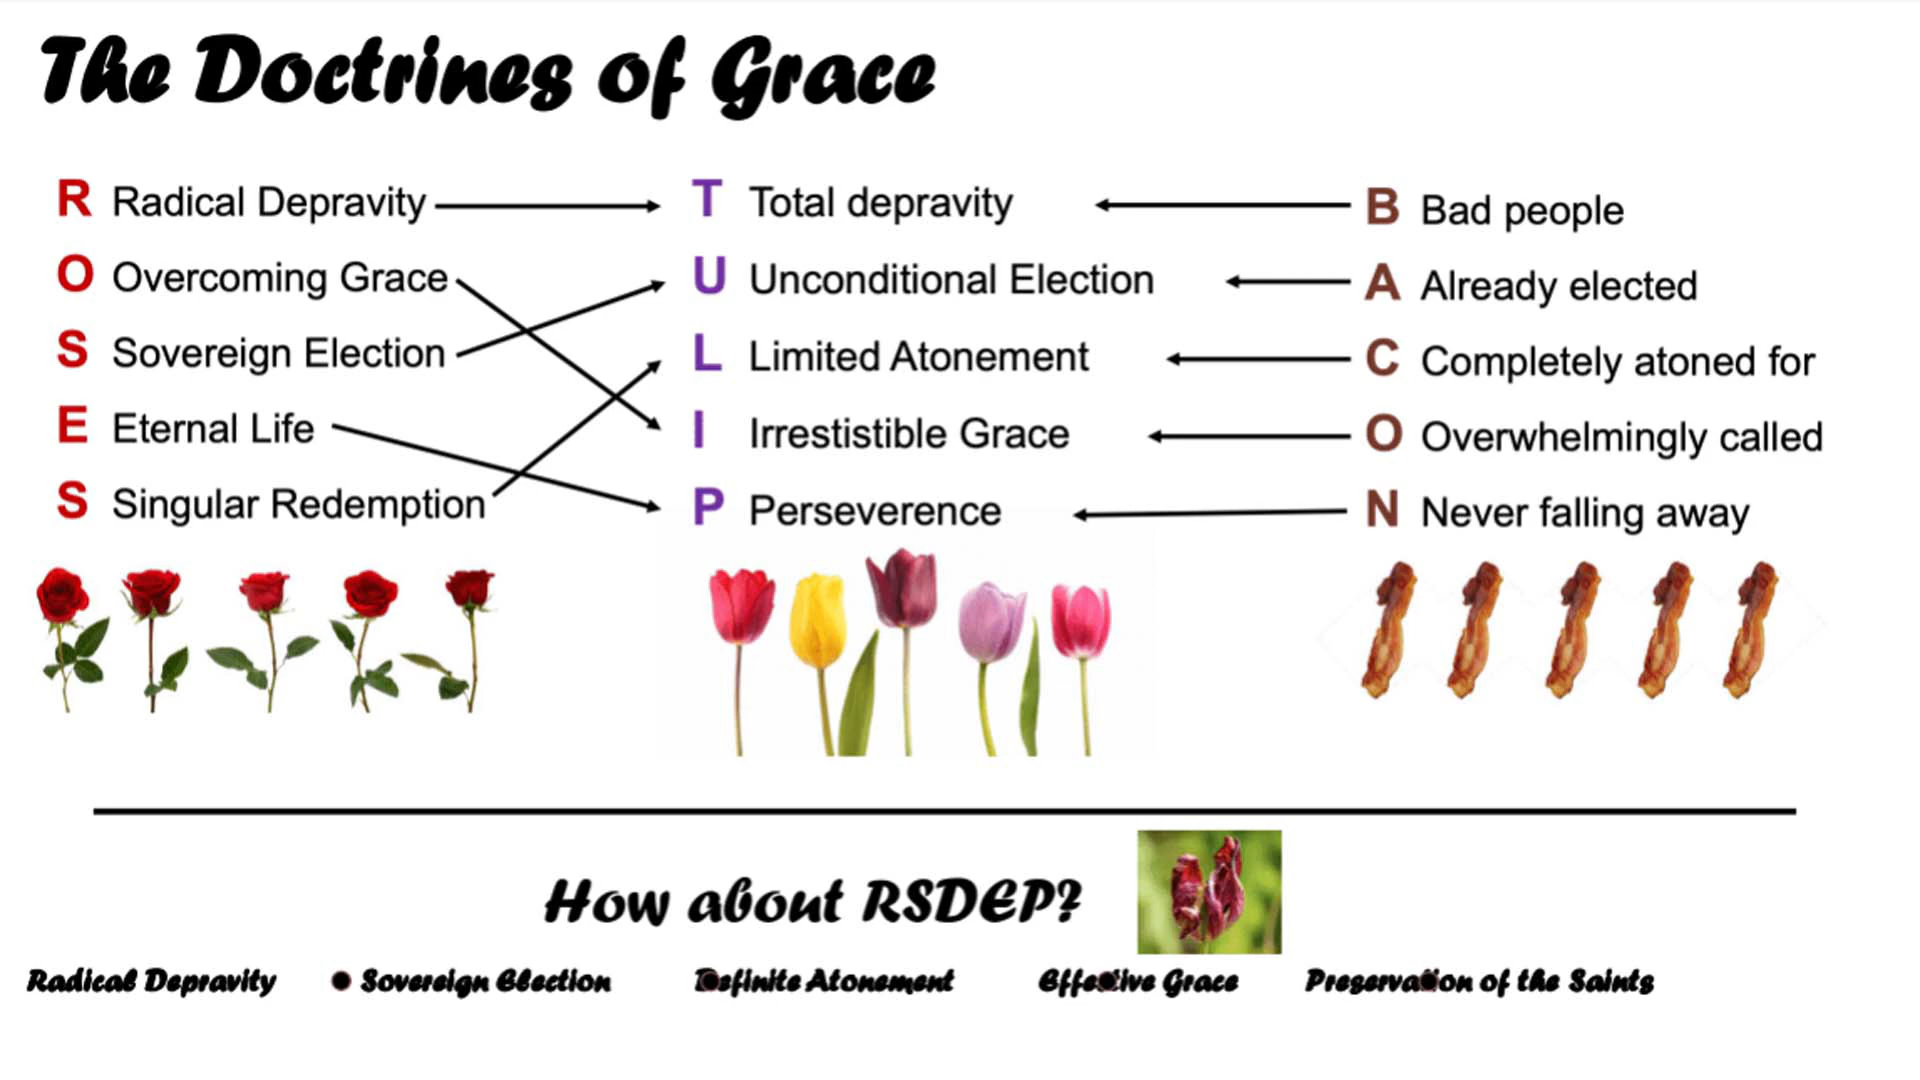 The Doctrines of Grace
R Radical Depravity
O Overcoming Grace
S Sovereign Election
E Eternal Life
S Singular Redemption
T Total depravity
U Unconditional Election
L Limited Atonement
I Irrestistible Grace
P Perseverence
B Bad people
A Already elected
C Completely atoned for
O Overwhelmingly called
N Never falling away
How about RSDEP?
Radical Depravity • Sovereign Election Definite Atonement Effective Grace Preservation of the Saints